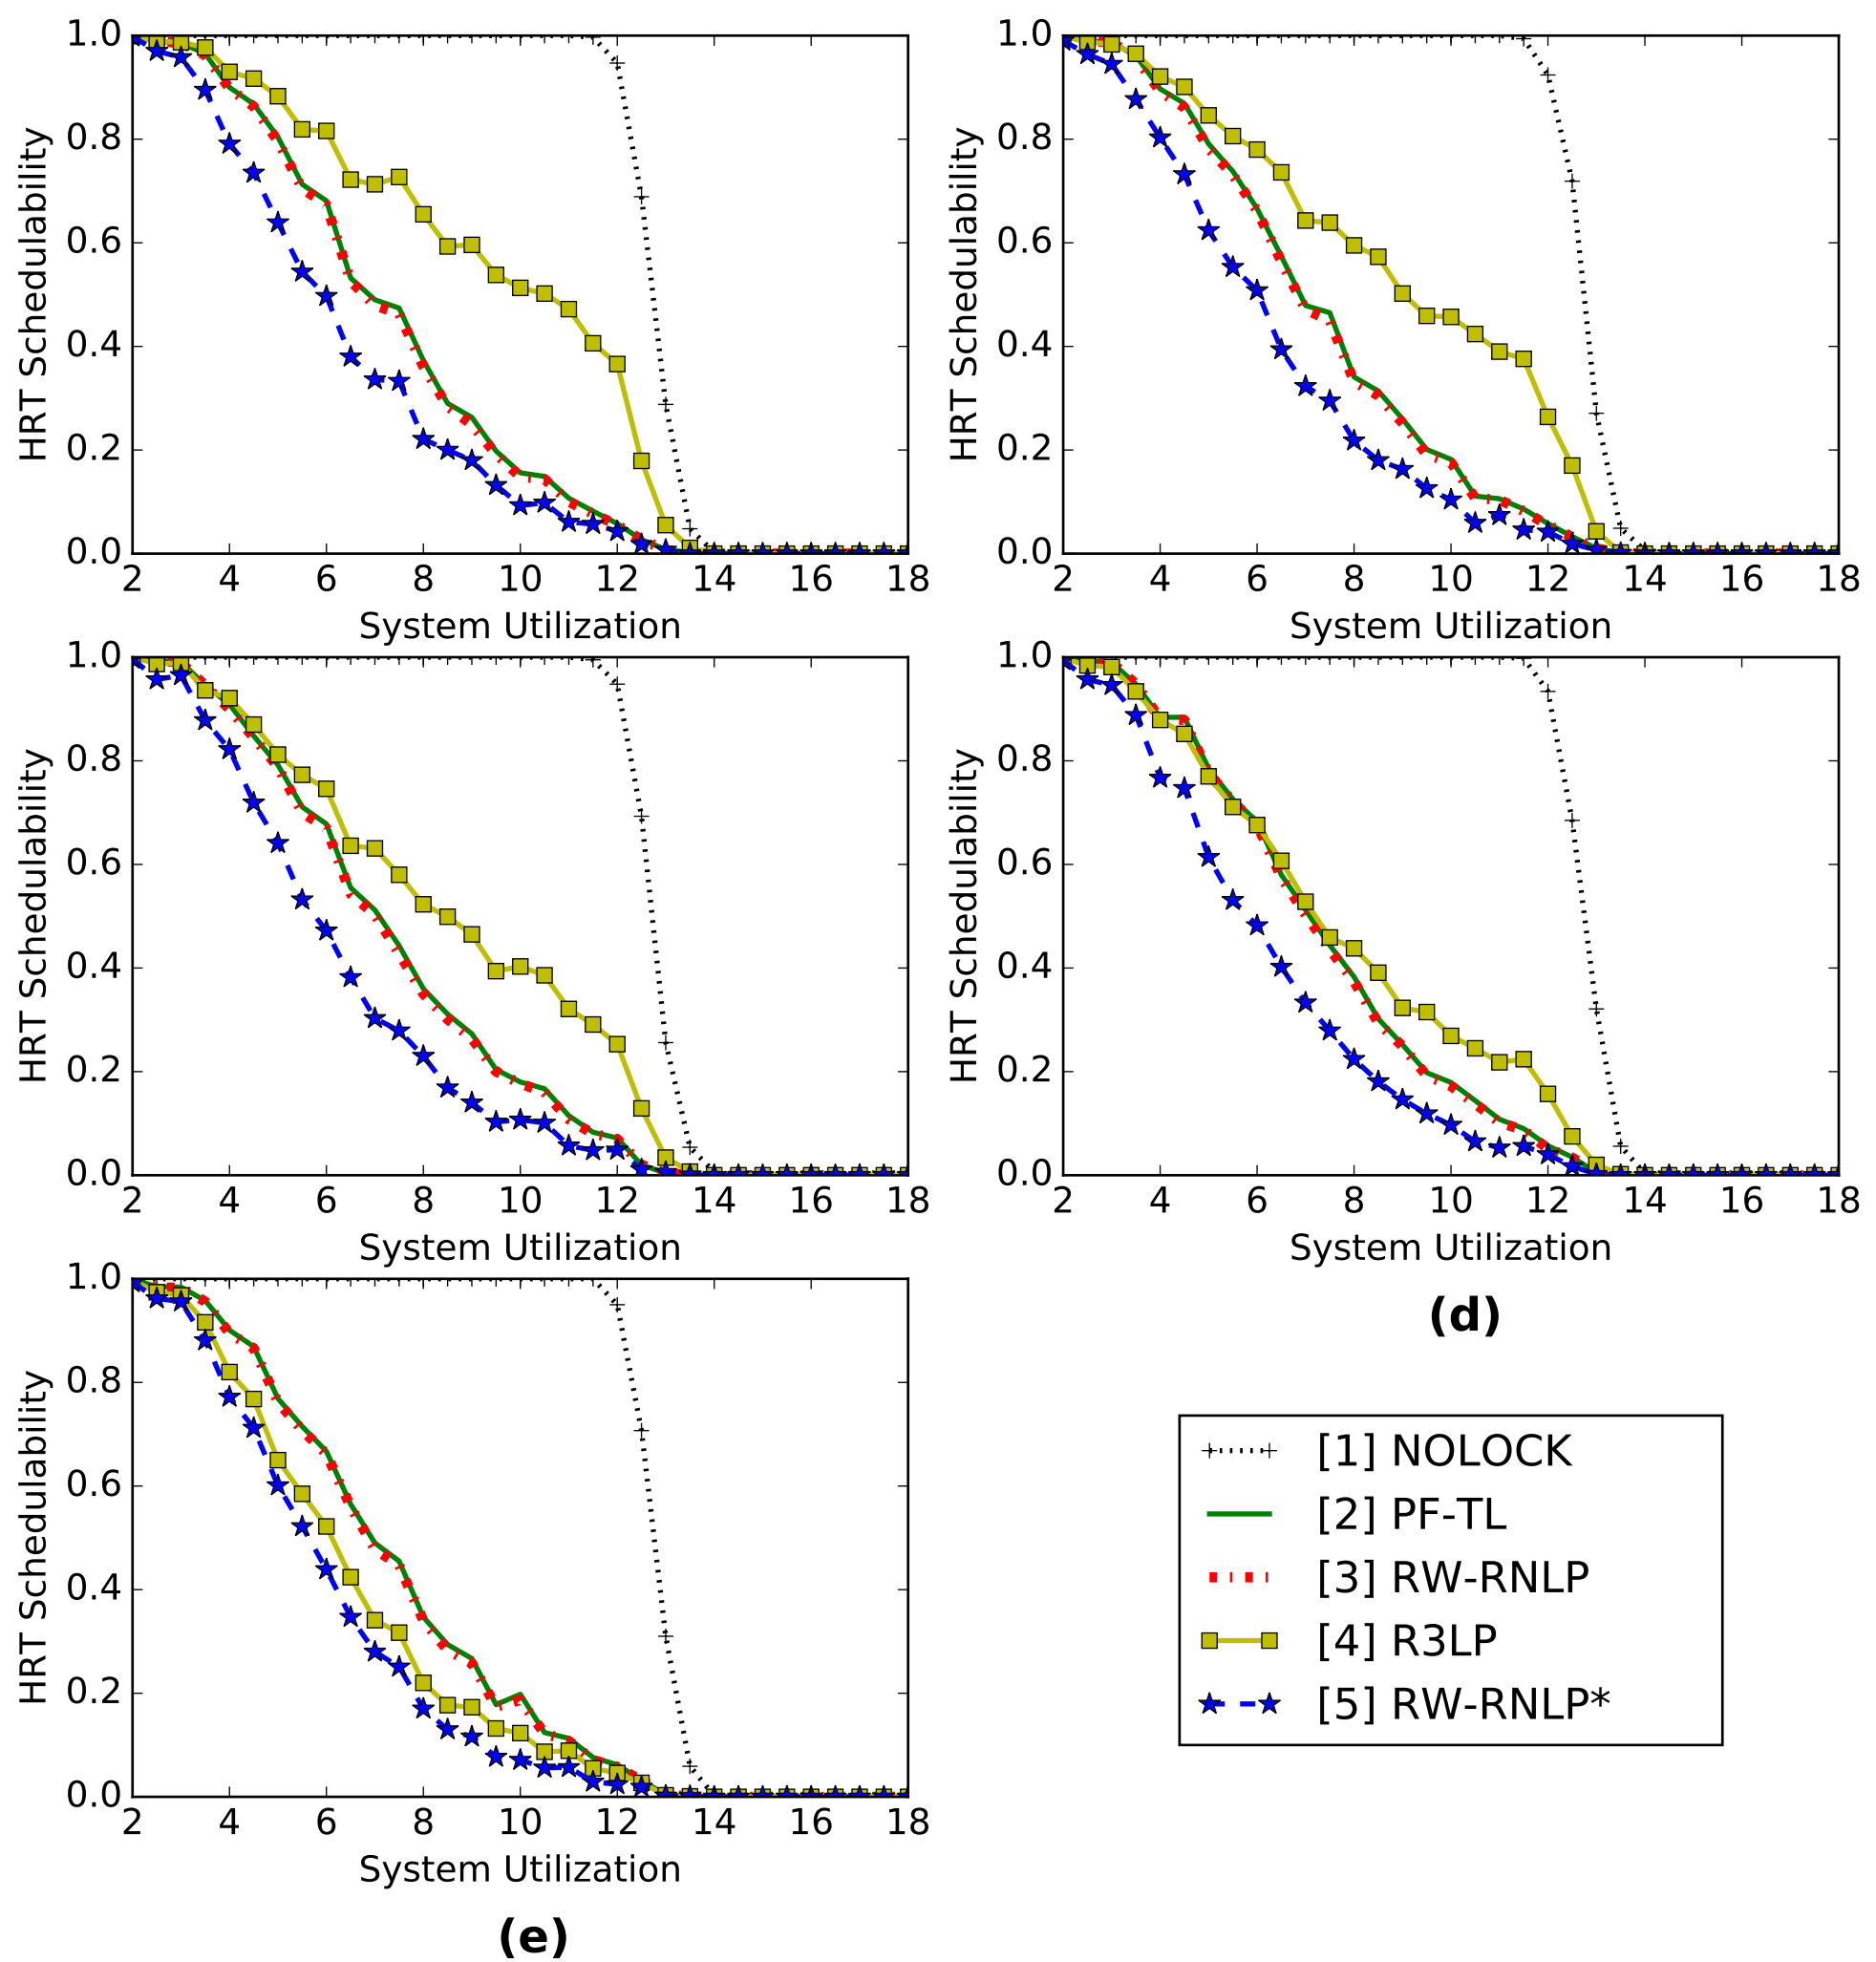 1.0
0.8
0.6
0.4
0.2
0.0
HRT Schedulability
2 4 6 8 10 12 14 16 18
System Utilization
1.0
0.8
0.6
0.4
0.2
0.0
HRT Schedulability
2 4 6 8 10 12 14 16 18
System Utilization
1.0
0.8
0.6
0.4
0.2
0.0
HRT Schedulability
2 4 6 8 10 12 14 16 18
System Utilization
1.0
0.8
0.6
0.4
0.2
0.0
HRT Schedulability
2 4 6 8 10 12 14 16 18
System Utilization
(d)
1.0
0.8
0.6
0.4
0.2
0.0
HRT Schedulability
2 4 6 8 10 12 14 16 18
System Utilization
(e)
[1] NOLOCK
[2] PF-TL
[3] RW-RNLP
[4] R3LP
[5] RW-RNLP*